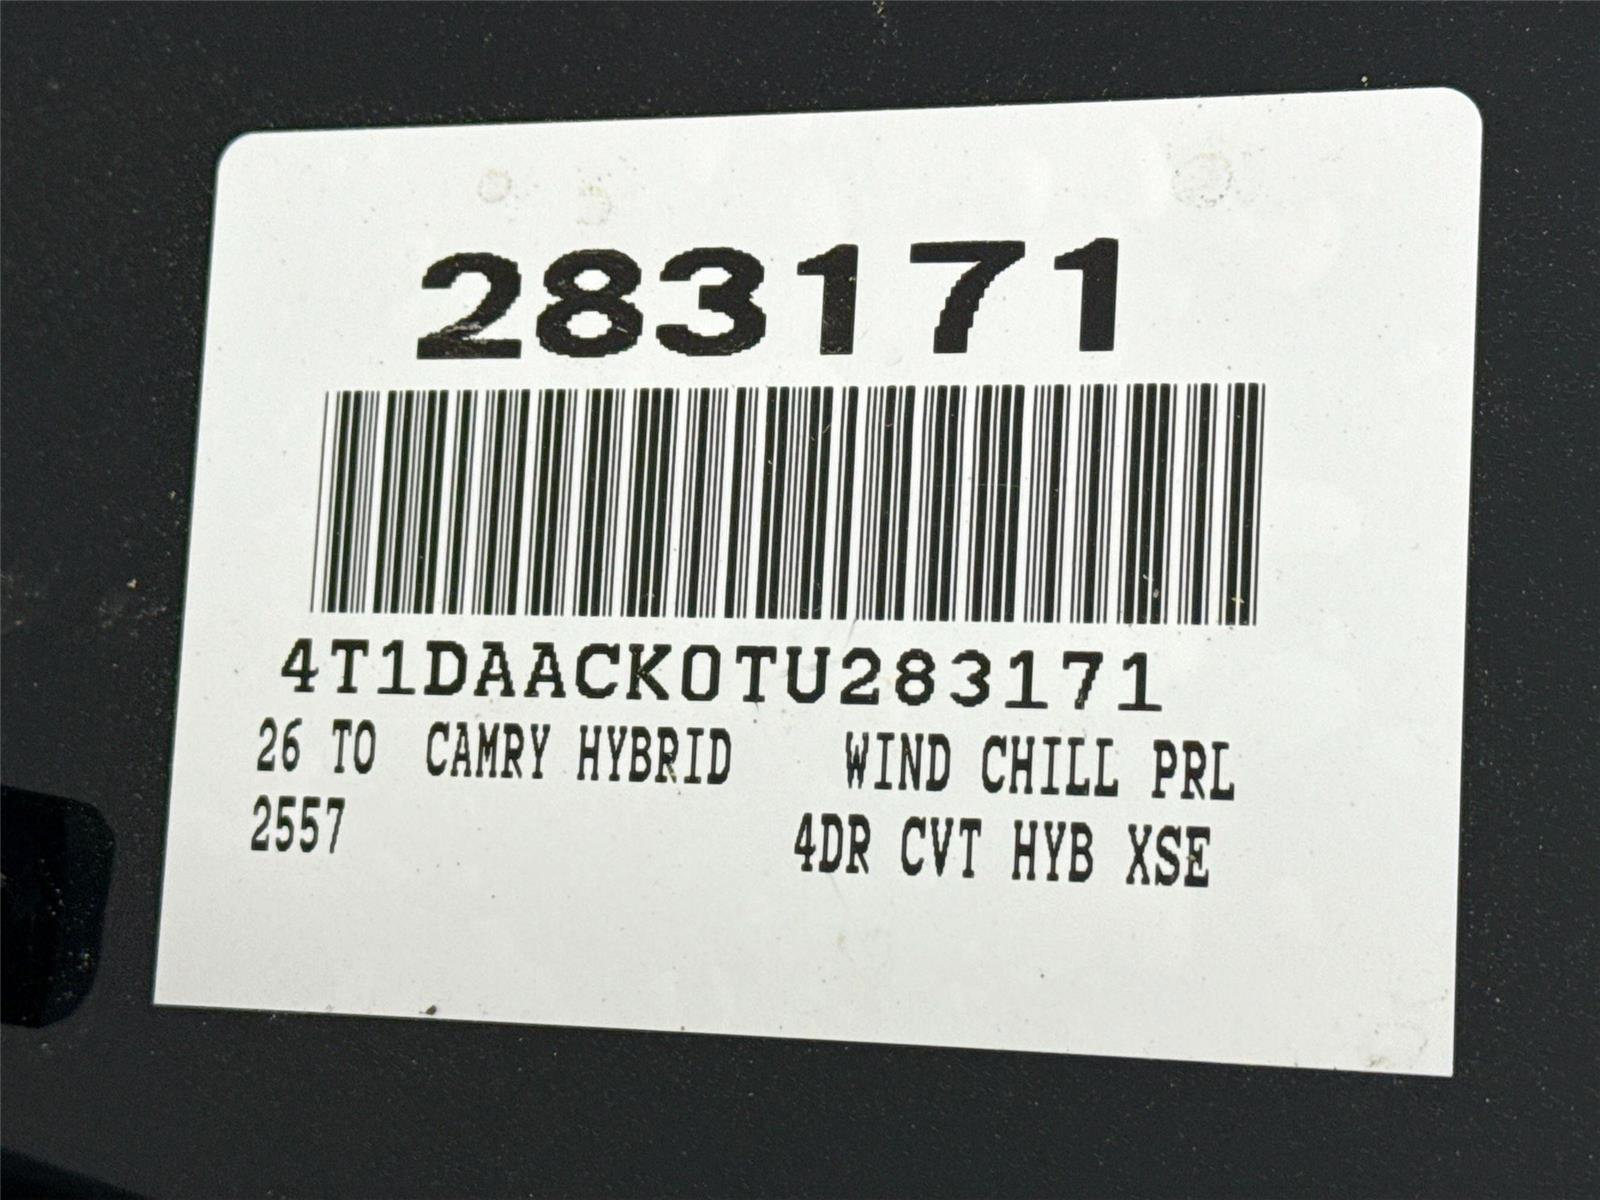 283171
4T1DAACK0TU283171
26 TO CAMRY HYBRID WIND CHILL PRL
2557 4DR CVT HYB XSE